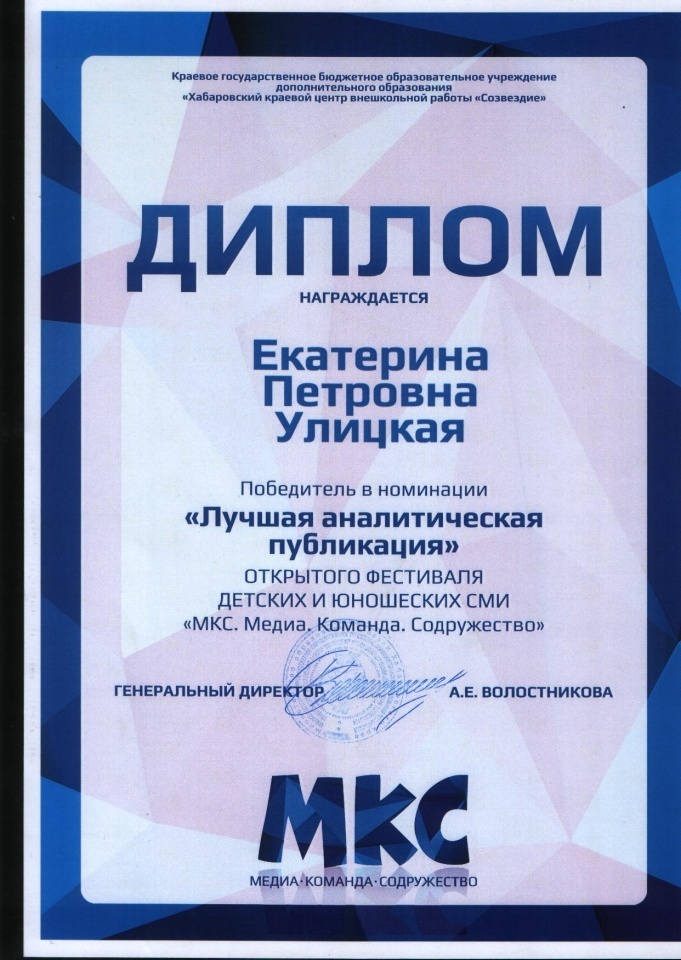 Краевое государственное бюджетное образовательное учреждение
дополнительного образования
«Хабаровский краевой центр внешкольной работы «Созвездие»
ДИПЛОМ
НАГРАЖДАЕТСЯ
Екатерина
Петровна
Улицкая
Победитель в номинации
«Лучшая аналитическая
публикация»
ОТКРЫТОГО ФЕСТИВАЛЯ
ДЕТСКИХ И ЮНОШЕСКИХ СМИ
«МКС. Медиа. Команда. Содружество»
ГЕНЕРАЛЬНЫЙ ДИРЕКТОР А.Е. ВОЛОСТНИКОВА
МКС
МЕДИА·КОМАНДА·СОДРУЖЕСТВО